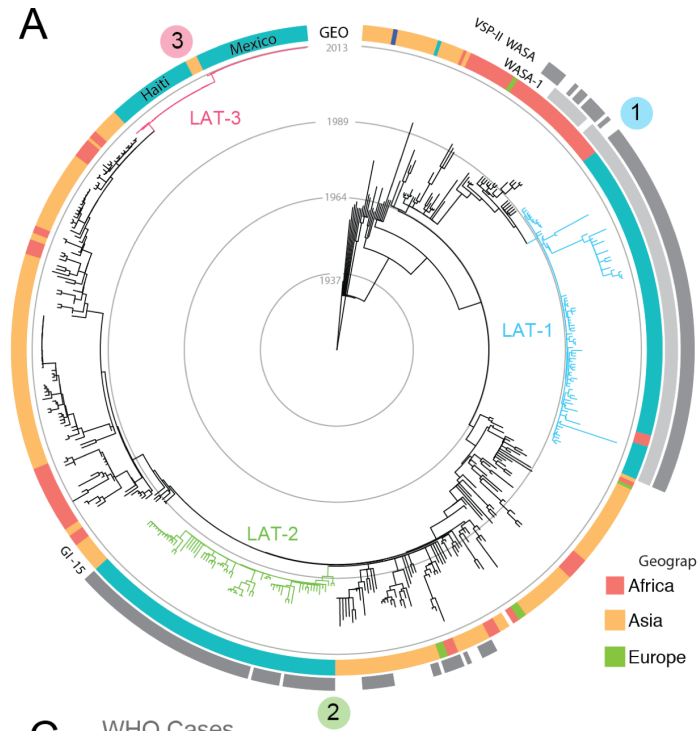 A
GEO
2013
VSP-II WASA
WASA-1
3
Mexico
Haiti
LAT-3
1
1989
1964
1937
LAT-1
LAT-2
GI-15
Geograp
Africa
Asia
Europe
2
WHO Cases